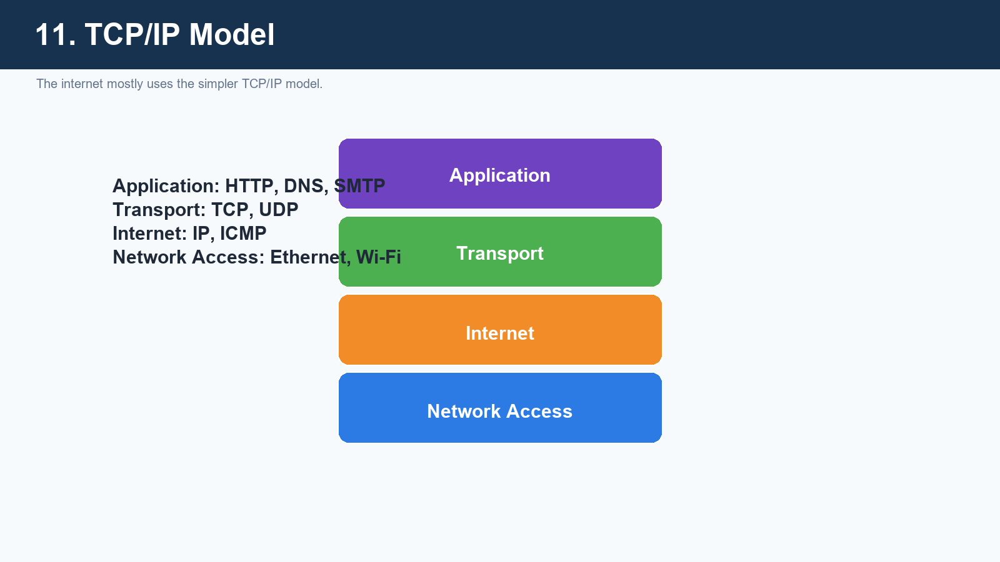 11. TCP/IP Model
The internet mostly uses the simpler TCP/IP model.
Application: HTTP, DNS, SMTP
Transport: TCP, UDP
Internet: IP, ICMP
Network Access: Ethernet, Wi-Fi
Application
Transport
Internet
Network Access